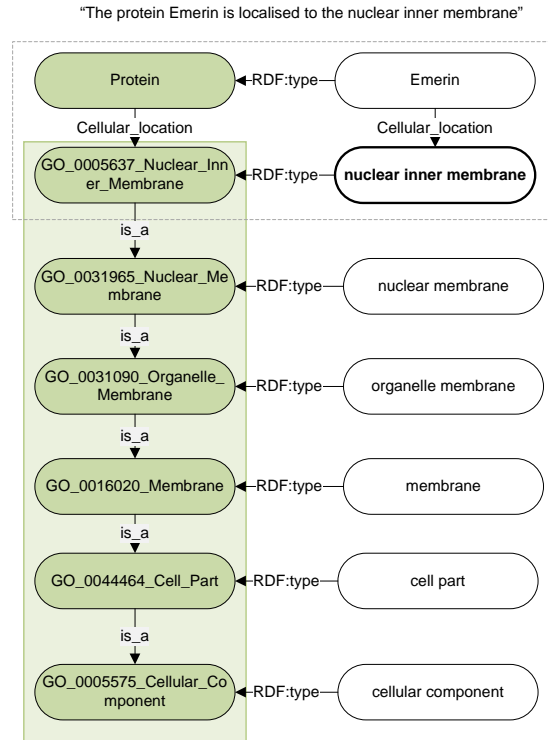 “The protein Emerin is localised to the nuclear inner membrane”
Protein
RDF:type
Emerin
Cellular_location
Cellular_location
GO_0005637_Nuclear_Inn
er_Membrane
RDF:type
nuclear inner membrane
is_a
GO_0031965_Nuclear_Me
mbrane
RDF:type
nuclear membrane
is_a
GO_0031090_Organelle_
Membrane
RDF:type
organelle membrane
is_a
GO_0016020_Membrane
RDF:type
membrane
is_a
GO_0044464_Cell_Part
RDF:type
cell part
is_a
GO_0005575_Cellular_Co
mponent
RDF:type
cellular component